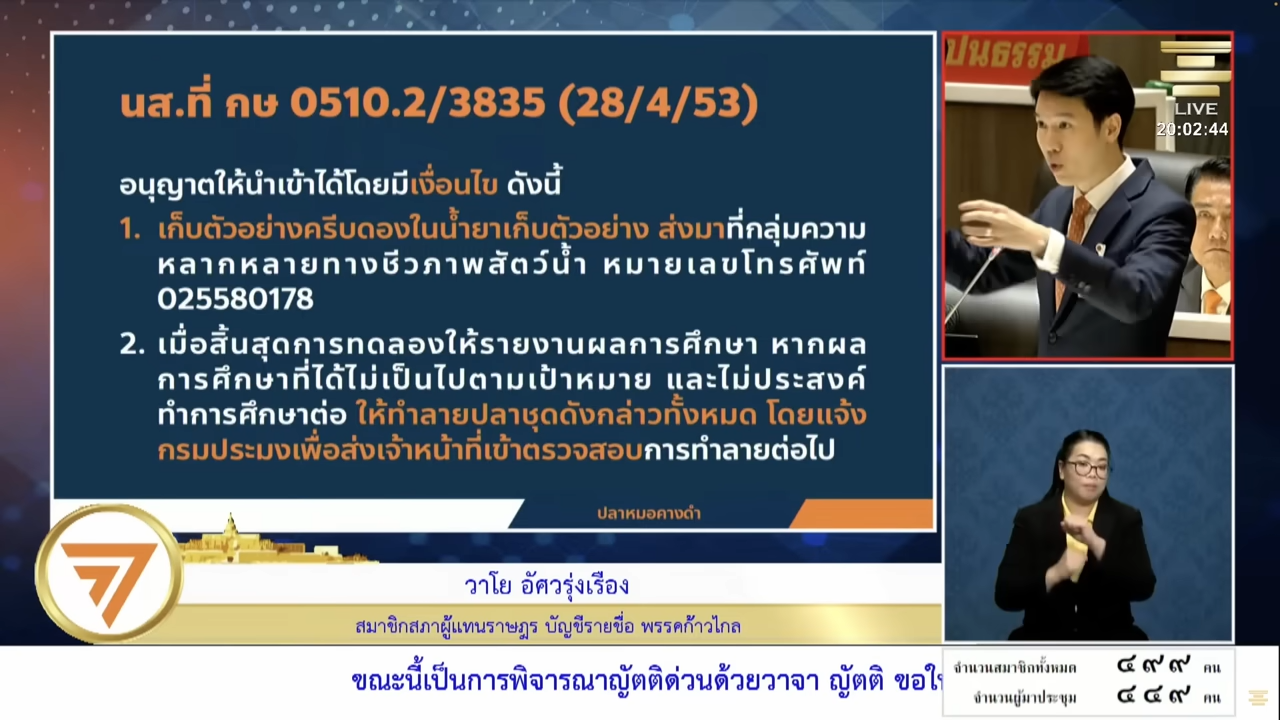 นส.ที่ กษ 0510.2/3835 (28/4/53)
อนุญาตให้นำเข้าได้โดยมีเงื่อนไข ดังนี้
1. เก็บตัวอย่างครีบดองในน้ำยาเก็บตัวอย่าง ส่งมาที่กลุ่มความ
หลากหลายทางชีวภาพสัตว์น้ำ หมายเลขโทรศัพท์
025580178
2. เมื่อสิ้นสุดการทดลองให้รายงานผลการศึกษา หากผล
การศึกษาที่ได้ไม่เป็นไปตามเป้าหมาย และไม่ประสงค์
ทำการศึกษาต่อ ให้ทำลายปลาชุดดังกล่าวทั้งหมด โดยแจ้ง
กรมประมงเพื่อส่งเจ้าหน้าที่เข้าตรวจสอบการทำลายต่อไป
ปลาหมอคางดำ
ป็นธรรม
LIVE
20:02:44
วาโย อัศวรุ่งเรือง
สมาชิกสภาผู้แทนราษฎร บัญชีรายชื่อ พรรคก้าวไกล
ขณะนี้เป็นการพิจารณาญัตติด่วนด้วยวาจา ญัตติ ขอให
จำนวนสมาชิกทั้งหมด ๔๙๙ คน
จำนวนผู้มาประชุม ๔๔๙ คน